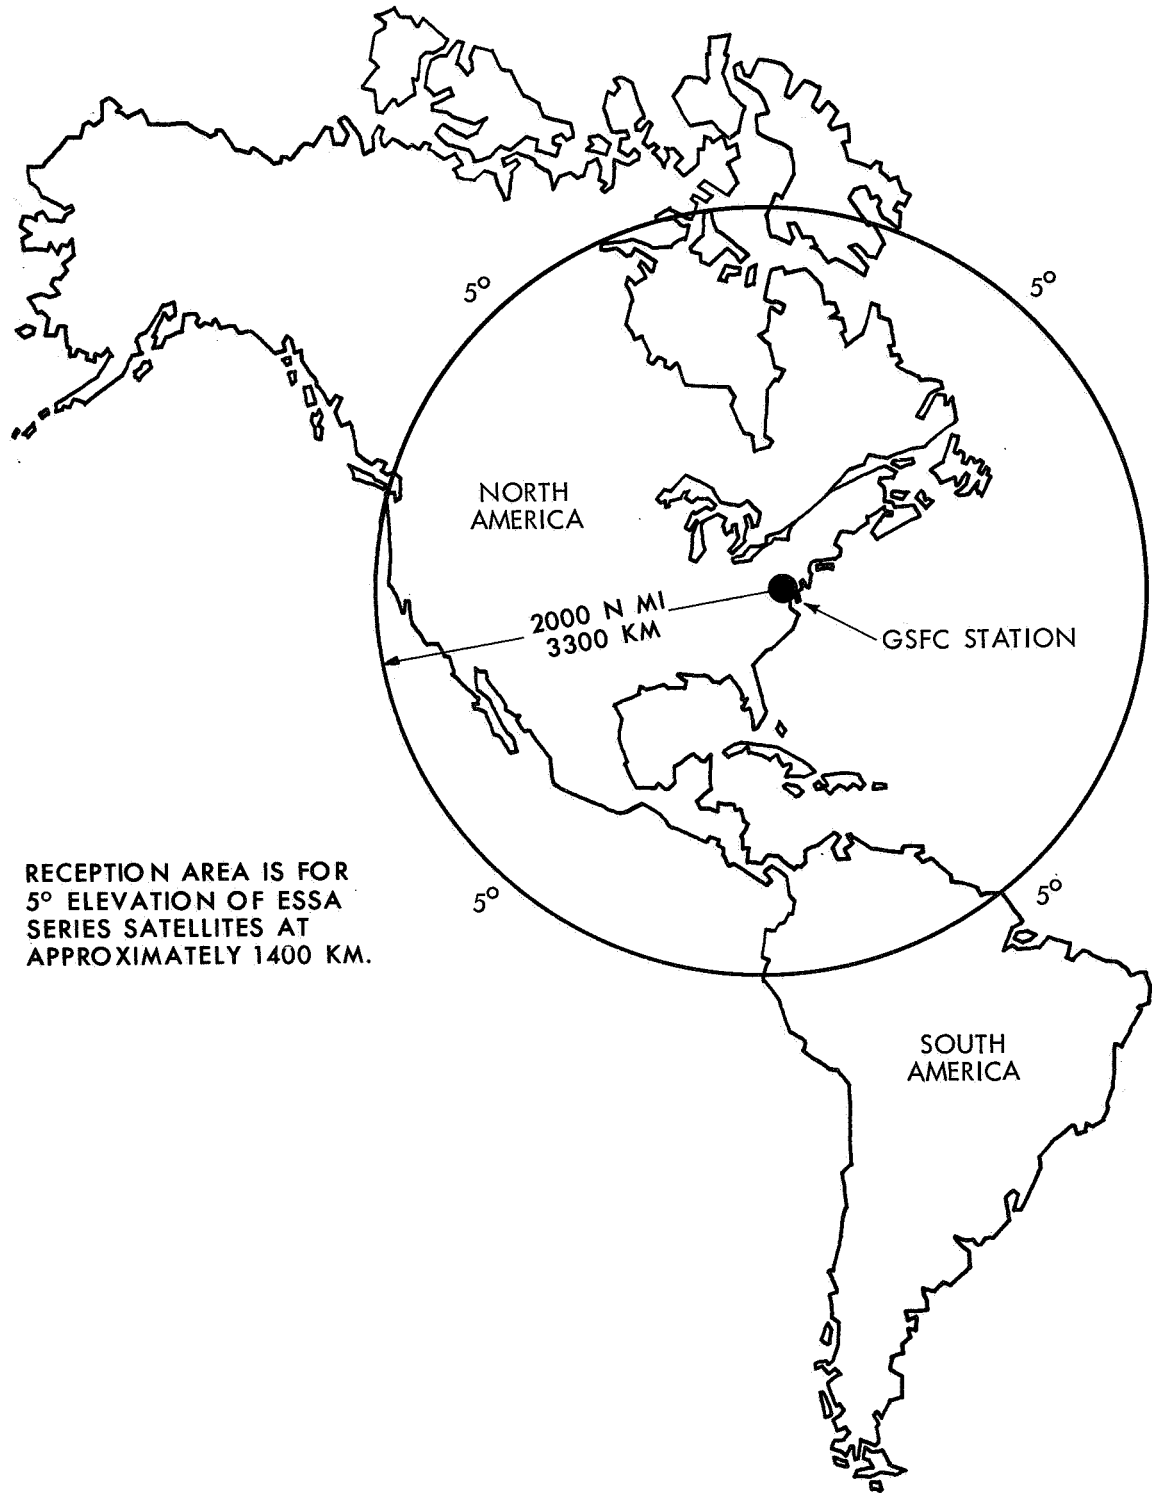 5°
5°
NORTH
AMERICA
2000 N MI
3300 KM
GSFC STATION
RECEPTION AREA IS FOR
5° ELEVATION OF ESSA
SERIES SATELLITES AT
APPROXIMATELY 1400 KM.
5°
5°
SOUTH
AMERICA